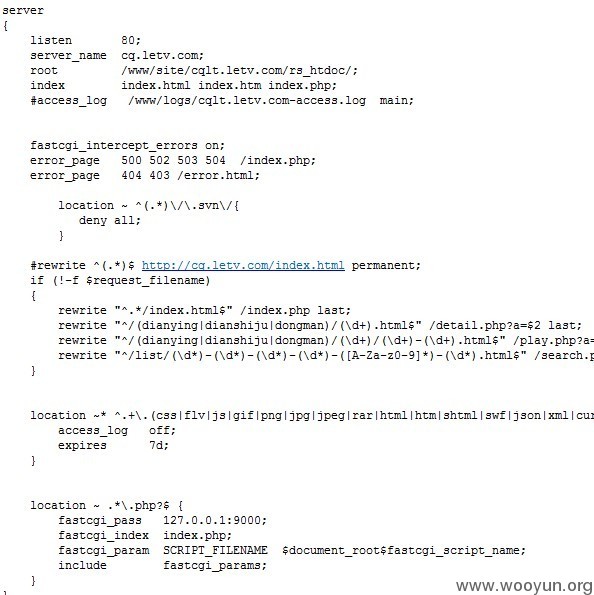 server
{
    listen       80;
    server_name  cq.letv.com;
    root         /www/site/cqlt.letv.com/rs_htdoc/;
    index        index.html index.htm index.php;
    #access_log   /www/logs/cqlt.letv.com-access.log  main;
    fastcgi_intercept_errors on;
    error_page   500 502 503 504  /index.php;
    error_page   404 403 /error.html;
        location ~ ^(.*)\/\.svn\/{
           deny all;
        }
    #rewrite ^(.*)$ http://cq.letv.com/index.html permanent;
    if (!-f $request_filename)
    {
        rewrite "^.*/index.html$" /index.php last;
        rewrite "^/(dianying|dianshiju|dongman)/(\d+).html$" /detail.php?a=$2 last;
        rewrite "^/(dianying|dianshiju|dongman)/(\d+)/(\d+)-(\d+).html$" /play.php?a=
        rewrite "^/list/(\d*)-(\d*)-(\d*)-(\d*)-([A-Za-z0-9]*)-(\d*).html$" /search.p
    }
    location ~* ^.+\.(css|flv|js|gif|png|jpg|jpeg|rar|html|htm|shtml|swf|json|xml|cur
        access_log   off;
        expires      7d;
    }
    location ~ .*\.php?$ {
        fastcgi_pass   127.0.0.1:9000;
        fastcgi_index  index.php;
        fastcgi_param  SCRIPT_FILENAME  $document_root$fastcgi_script_name;
        include        fastcgi_params;
    }
www.wooyun.org